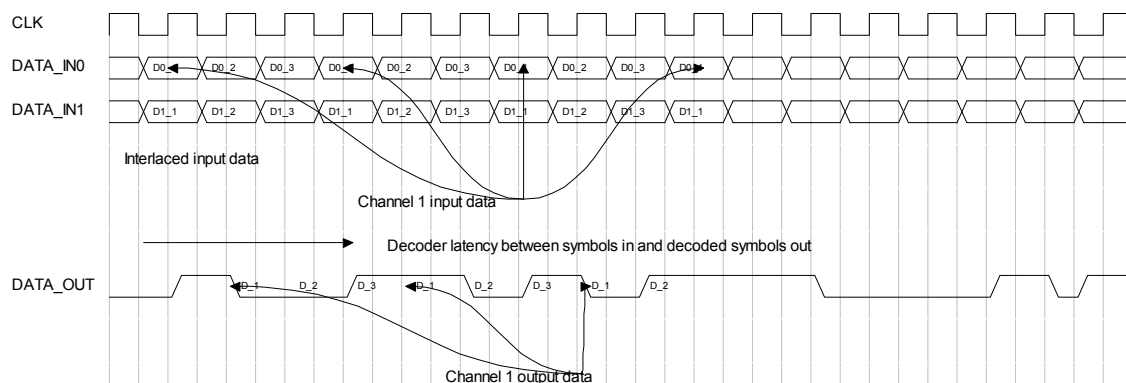 CLK
DATA_IN0 D0_ D0_2 D0_3 D0_ D0_2 D0_3 D0_ D0_2 D0_3 D0_1
DATA_IN1 D1_1 D1_2 D1_3 D1_1 D1_2 D1_3 D1_1 D1_2 D1_3 D1_1
Interlaced input data
Channel 1 input data
Decoder latency between symbols in and decoded symbols out
DATA_OUT D_1 D_2 D_3 D_1 D_2 D_3 D_1 D_2
Channel 1 output data